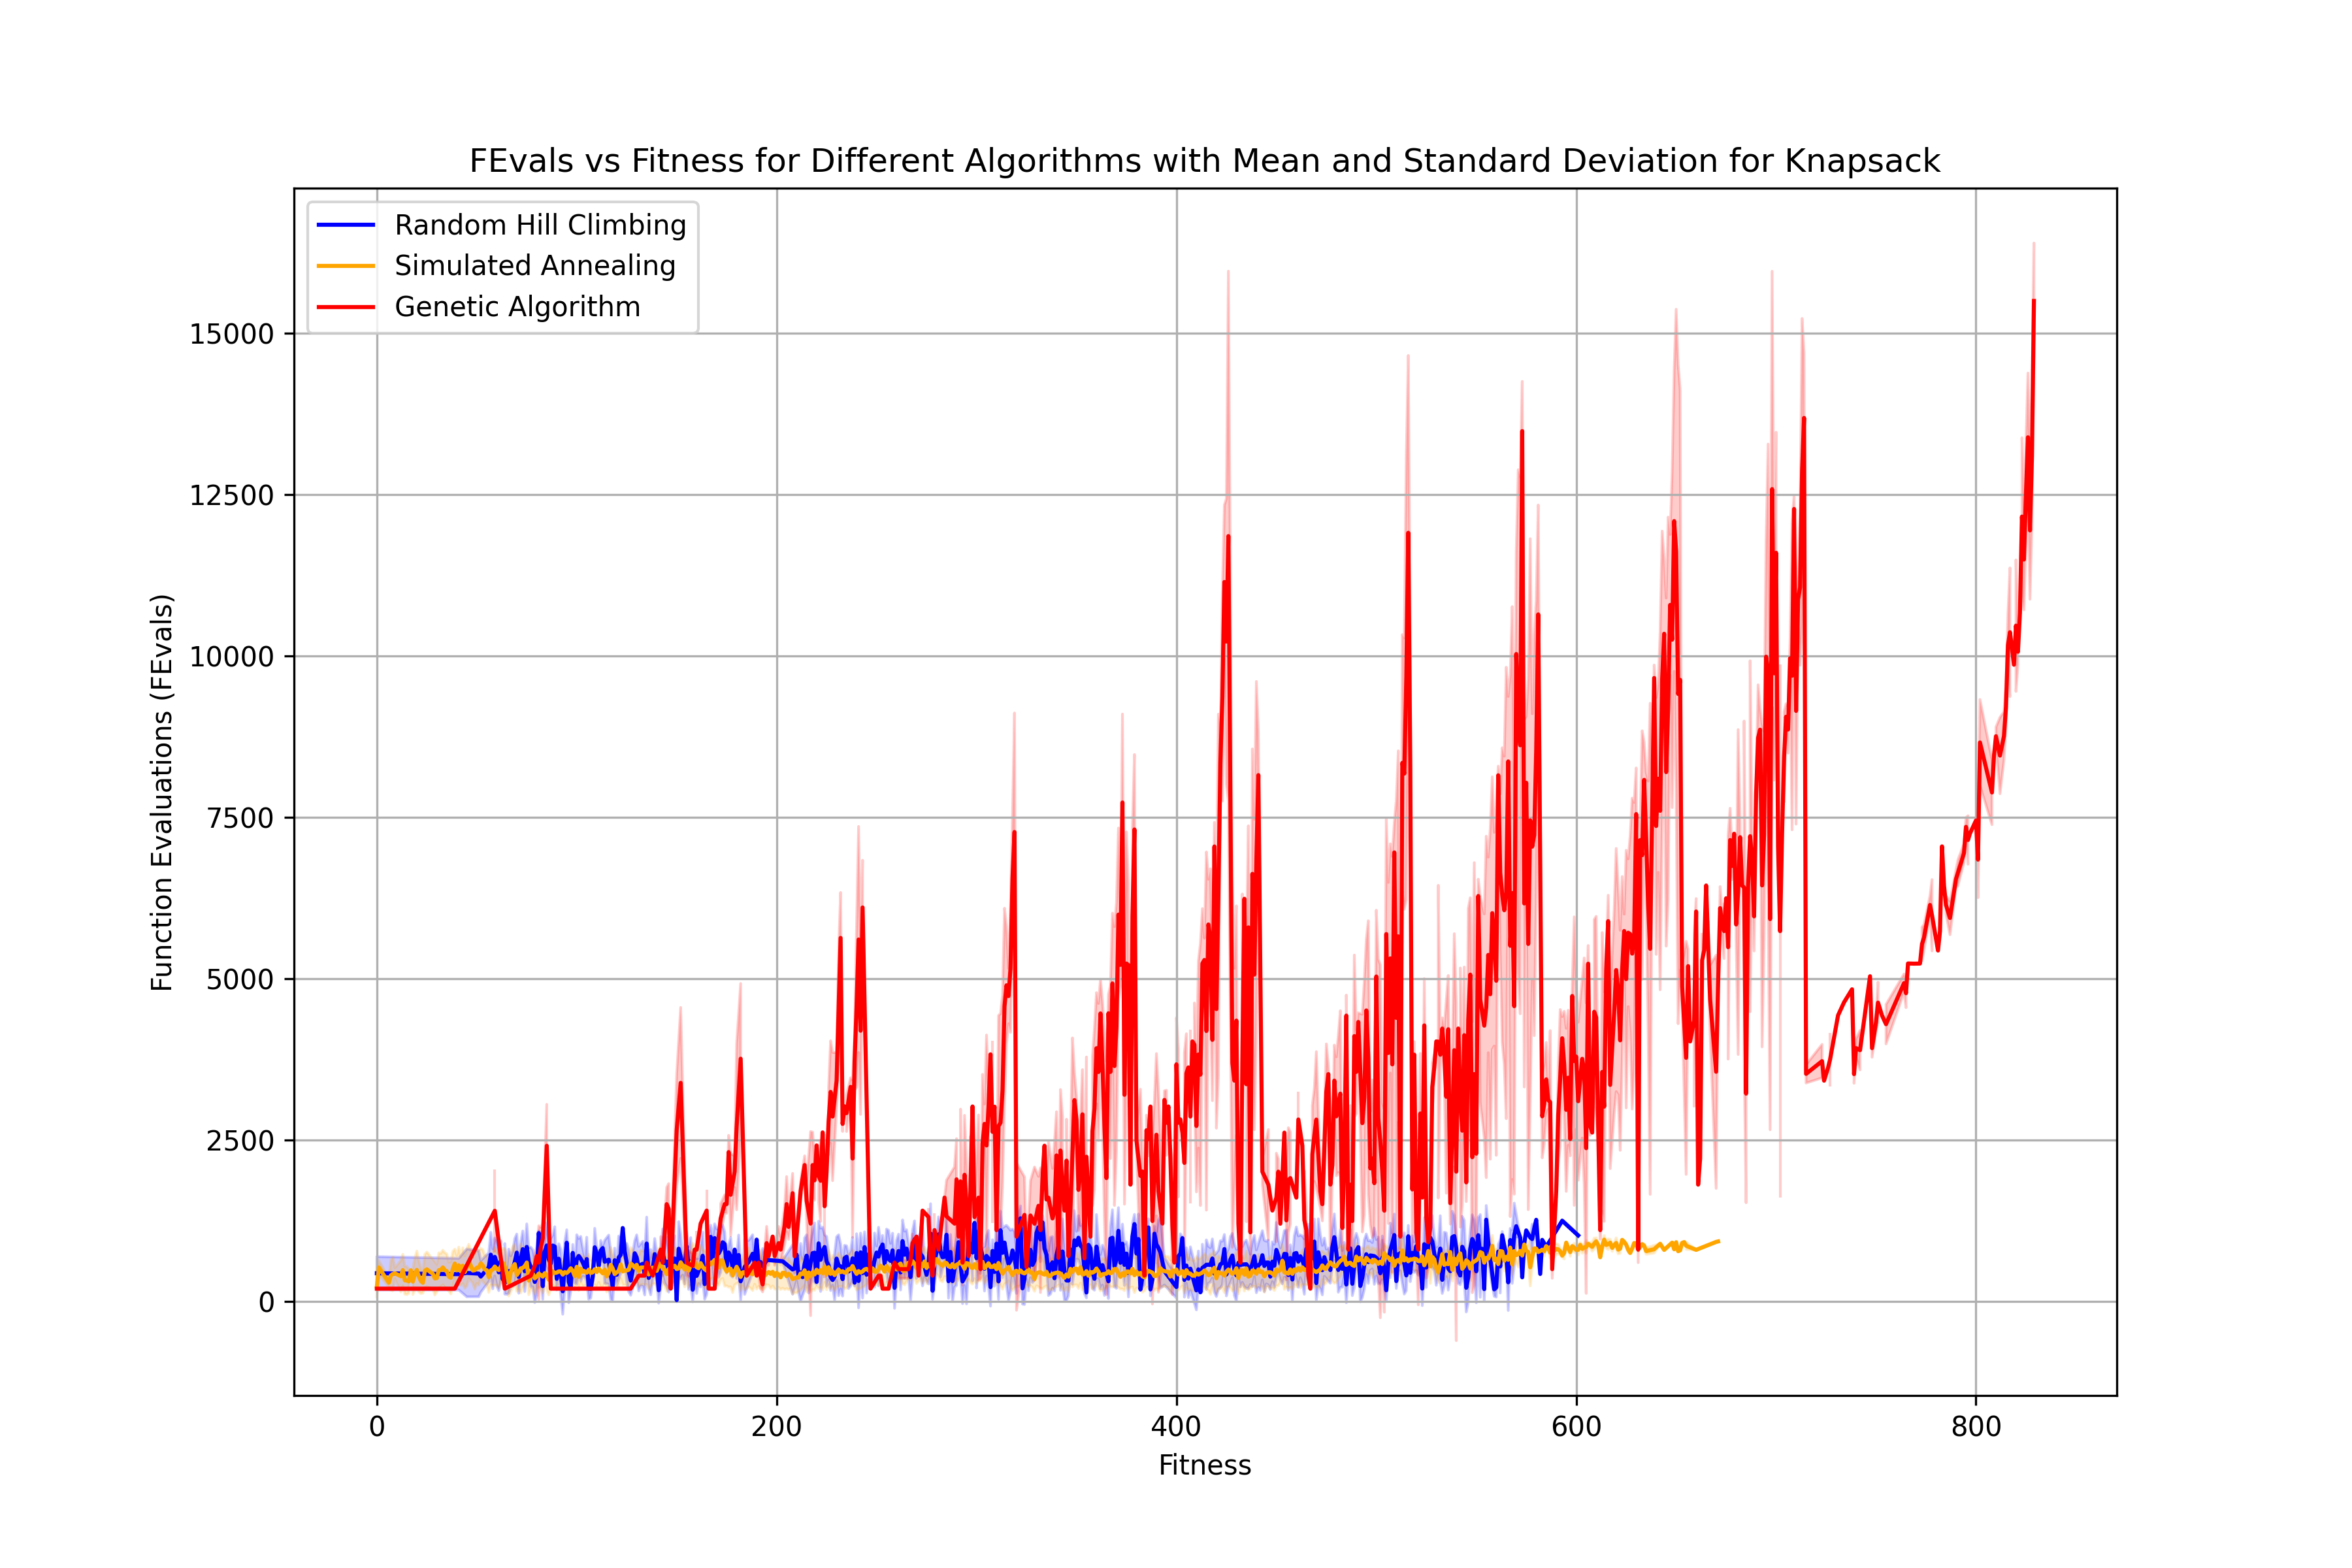 FEvals vs Fitness for Different Algorithms with Mean and Standard Deviation for Knapsack
Random Hill Climbing
Simulated Annealing
Genetic Algorithm
Function Evaluations (FEvals)
15000
12500
10000
7500
5000
2500
0
0 200 400 600 800
Fitness